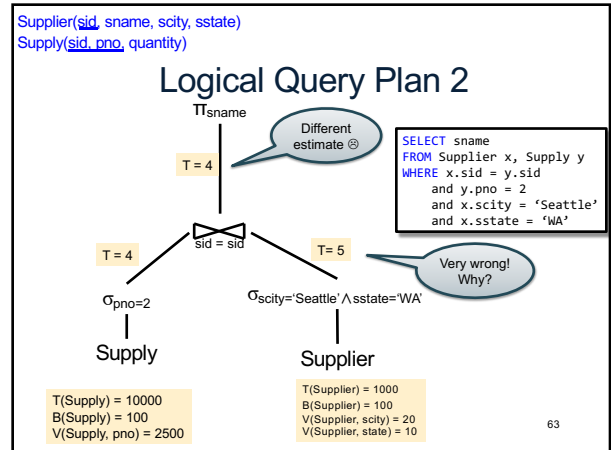 Supplier(sid, sname, scity, sstate)
Supply(sid, pno, quantity)
Logical Query Plan 2
Πsname
Different
estimate ☹
T = 4
SELECT sname
FROM Supplier x, Supply y
WHERE x.sid = y.sid
and y.pno = 2
and x.scity = ‘Seattle’
and x.sstate = ‘WA’
sid = sid
T = 4
T= 5
Very wrong!
Why?
σpno=2
σscity=‘Seattle’∧sstate=‘WA’
Supply
Supplier
T(Supply) = 10000
B(Supply) = 100
V(Supply, pno) = 2500
T(Supplier) = 1000
B(Supplier) = 100
V(Supplier, scity) = 20
V(Supplier, state) = 10
63